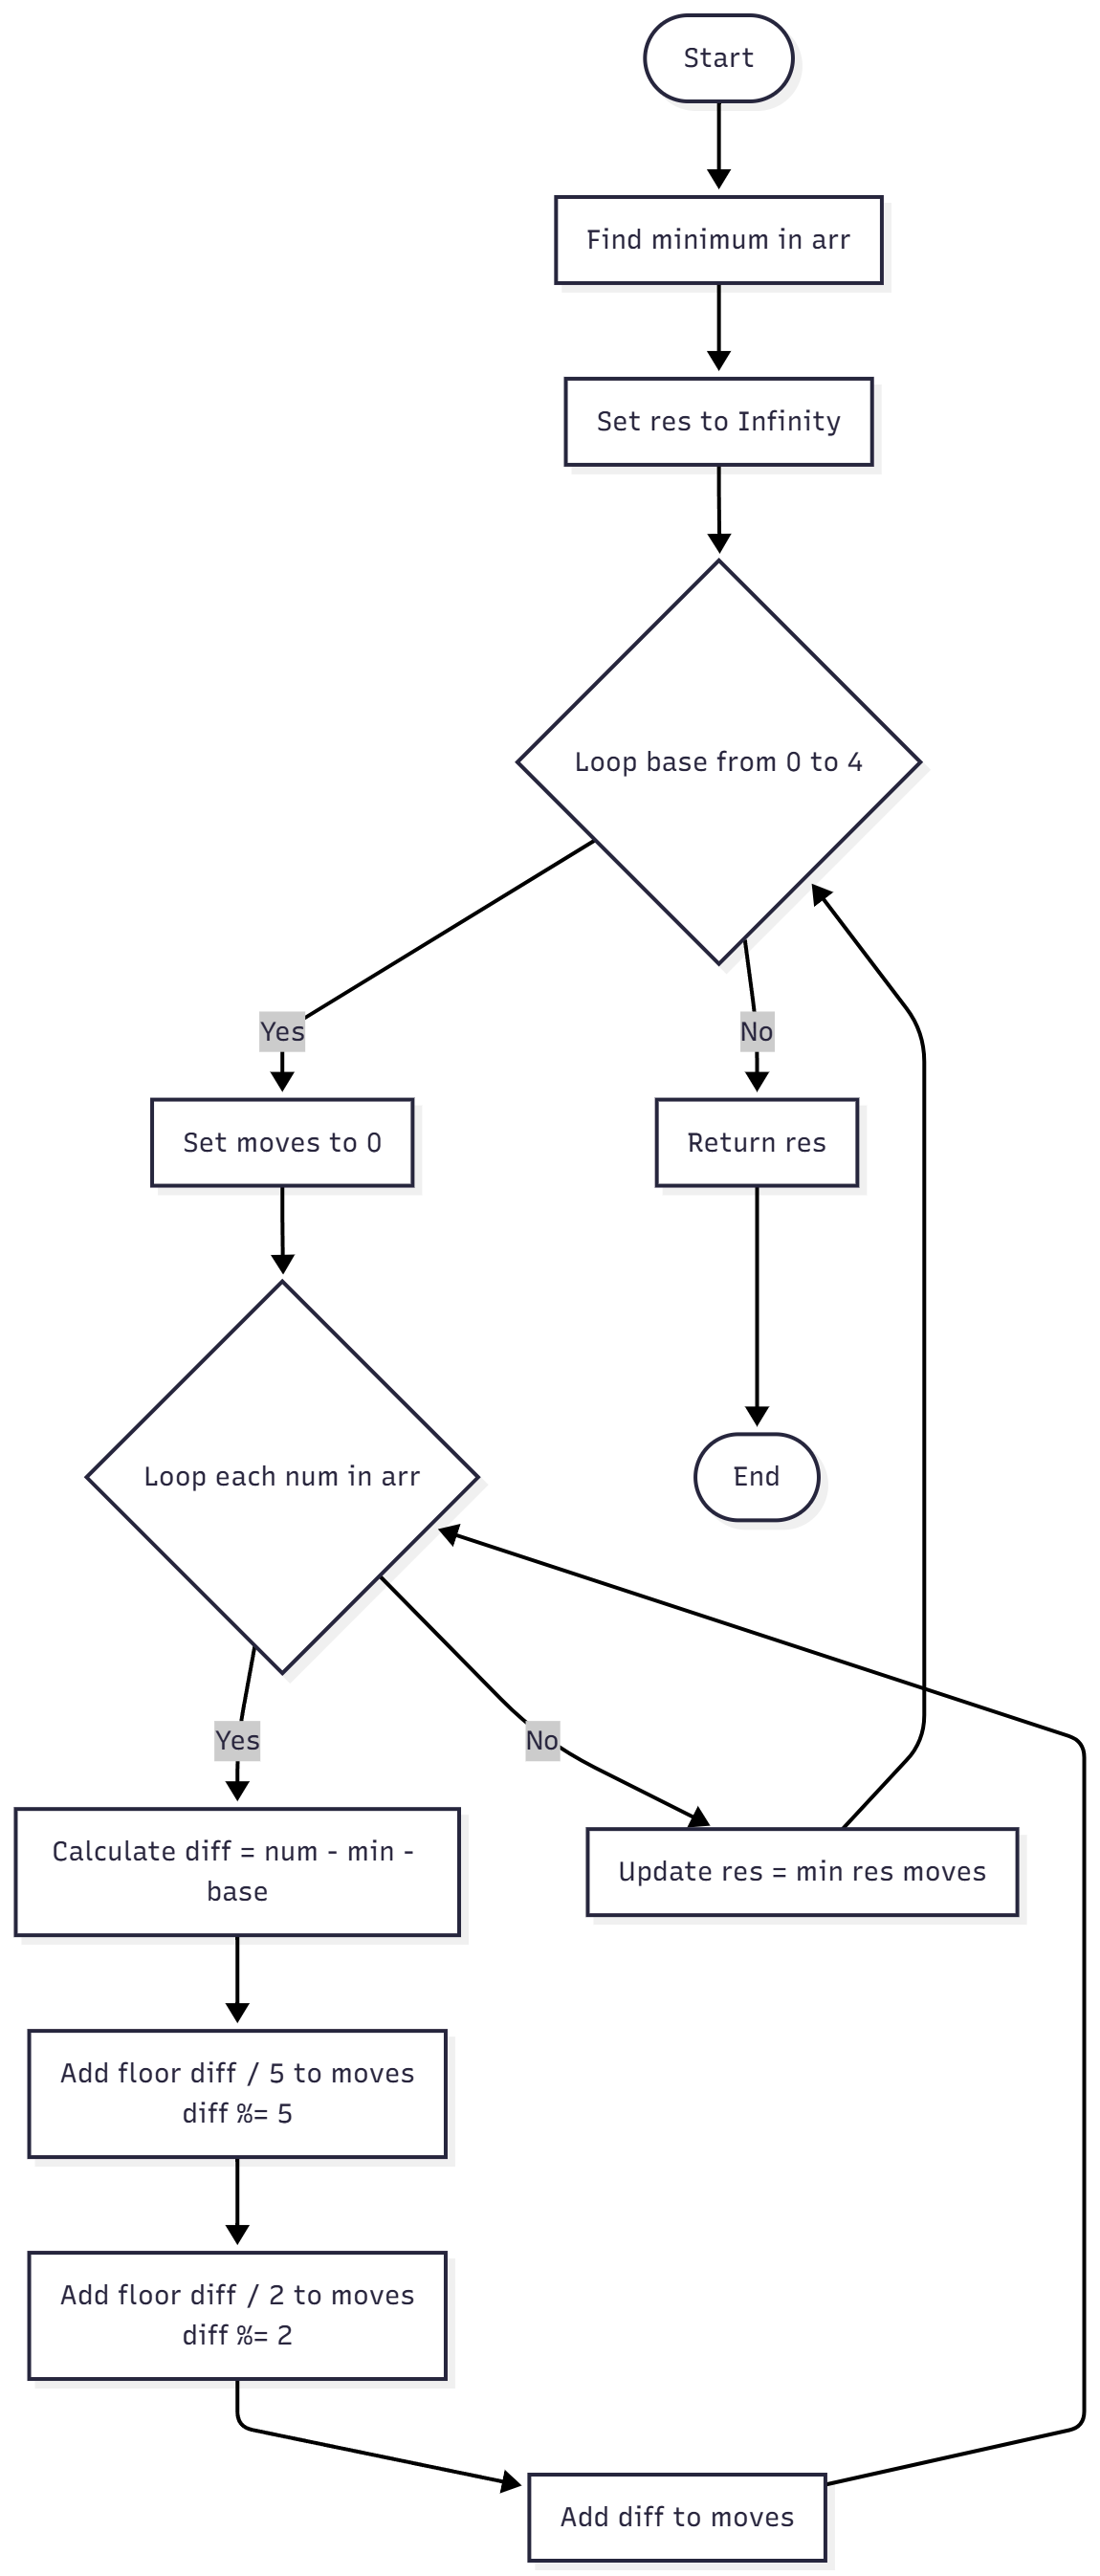 Start
Find minimum in arr
Set res to Infinity
Loop base from 0 to 4
Yes
No
Set moves to 0
Return res
Loop each num in arr
End
Yes
No
Calculate diff = num - min -
base
Update res = min res moves
Add floor diff / 5 to moves
diff %= 5
Add floor diff / 2 to moves
diff %= 2
Add diff to moves